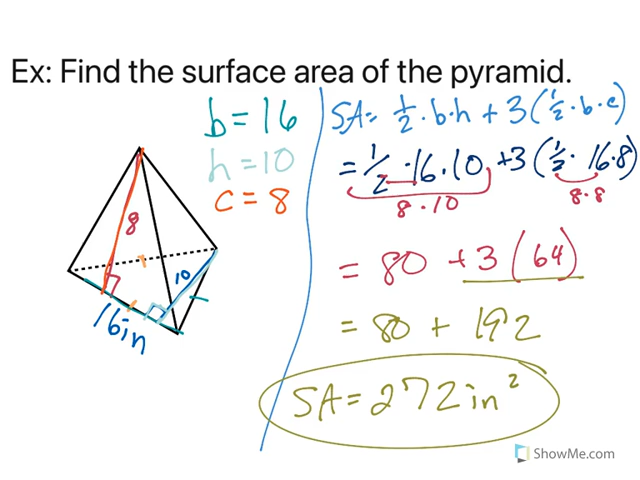 Ex: Find the surface area of the pyramid.
b = 16
h = 10
c = 8
8
10
16in
SA = 1/2 · b · h + 3(1/2 · b · c)
= 1/2 · 16 · 10 + 3(1/2 · 16 · 8)
8 · 10
8 · 8
= 80 + 3(64)
= 80 + 192
SA = 272in²
ShowMe.com